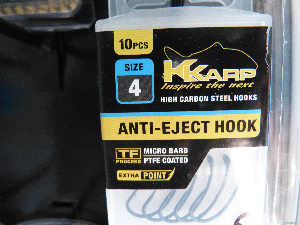 10PCS
SIZE
4
K-KARP
Inspire the next
HIGH CARBON STEEL HOOKS
ANTI-EJECT HOOK
TF
PROCESS
MICRO BARB
PTFE COATED
EXTRA POINT